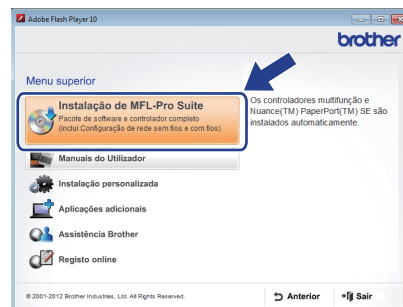 Adobe Flash Player 10
brother
Menu superior
Instalação de MFL-Pro Suite
Pacote de software e controlador completo
(inclui Configuração de rede sem fios e com fios)
Os controladores multifunção e
Nuance(TM) PaperPort(TM) SE são
instalados automaticamente.
Manuais do Utilizador
Instalação personalizada
Aplicações adicionais
Assistência Brother
Registo online
© 2001-2012 Brother Industries, Ltd. All Rights Reserved.
Anterior
Sair